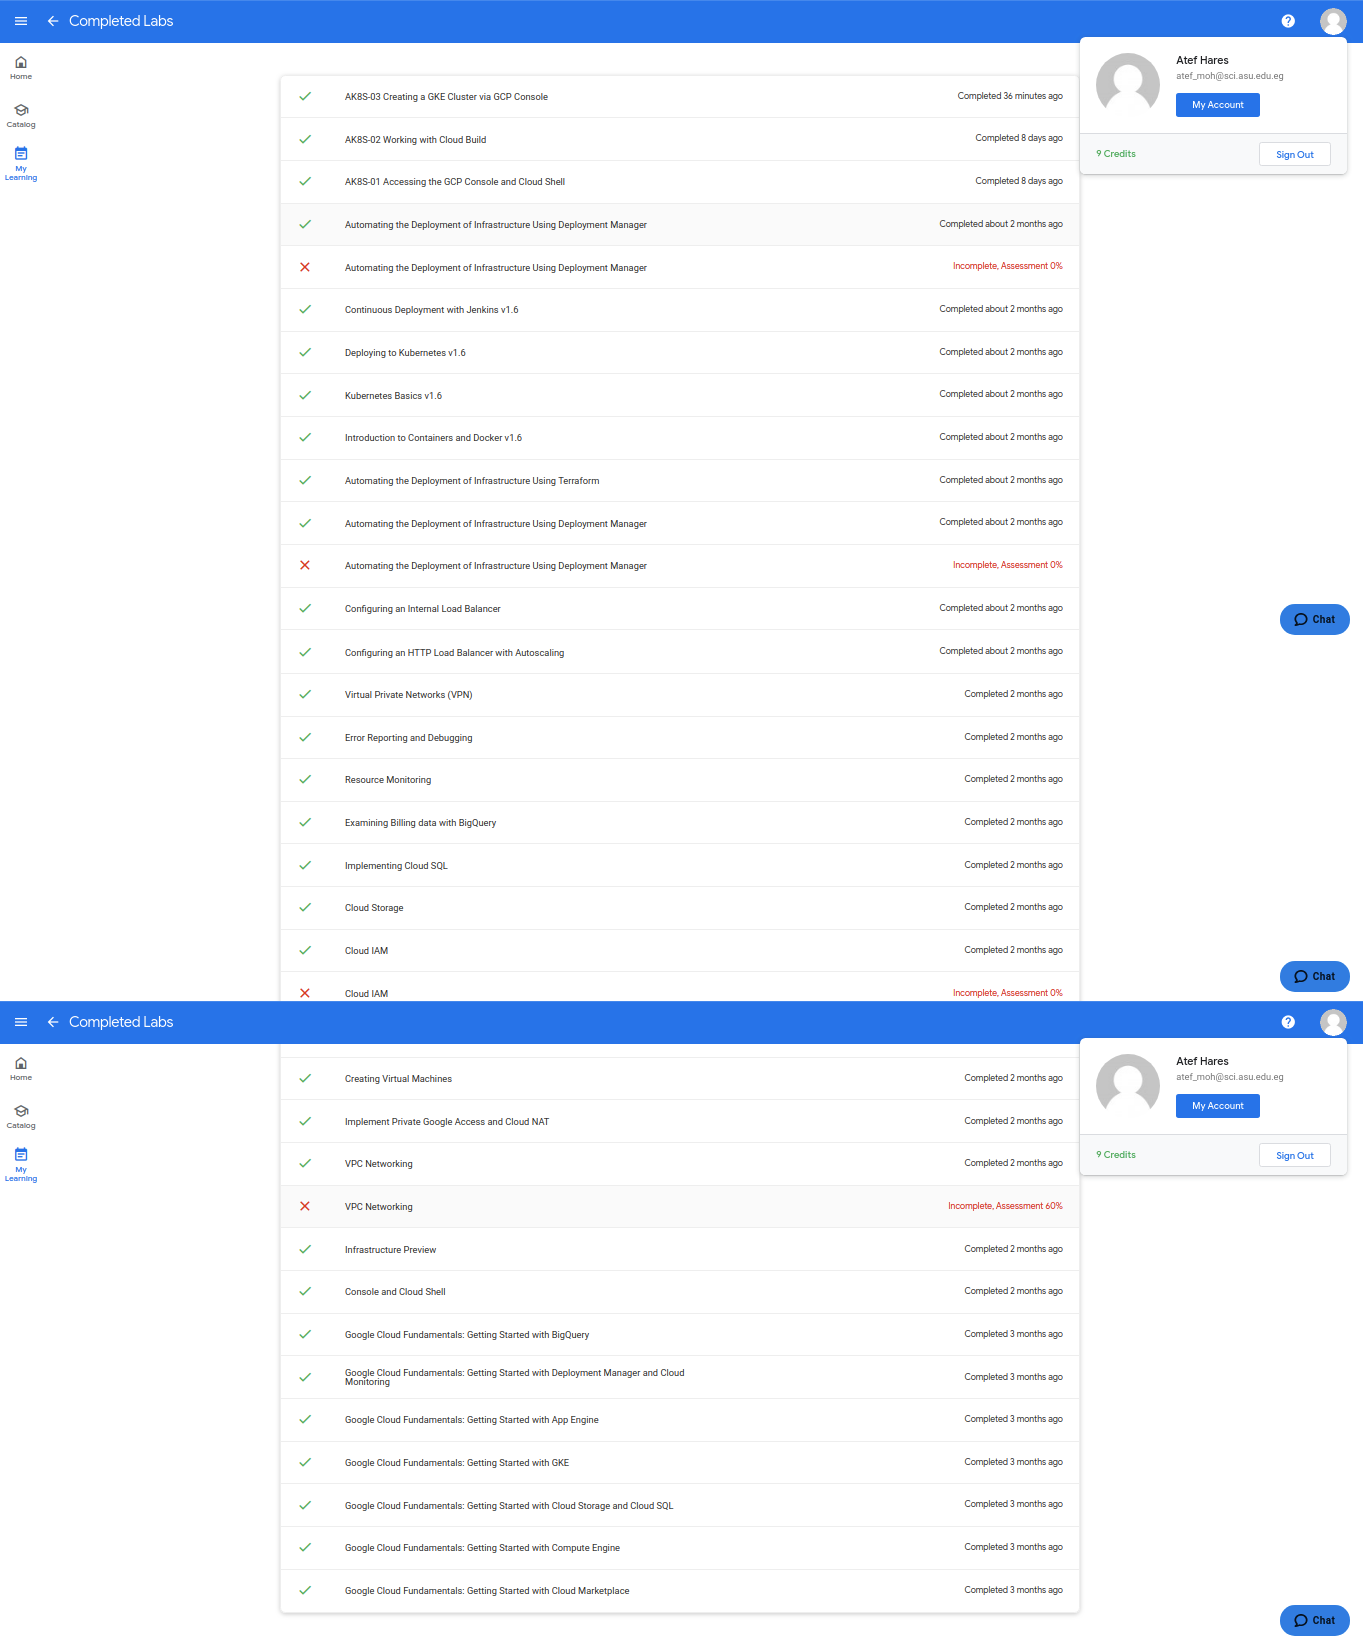 Completed Labs
Home
Catalog
My
Learning
Atef Hares
atef_moh@sci.asu.edu.eg
My Account
9 Credits
Sign Out
AK8S-03 Creating a GKE Cluster via GCP Console
Completed 36 minutes ago
AK8S-02 Working with Cloud Build
Completed 8 days ago
AK8S-01 Accessing the GCP Console and Cloud Shell
Completed 8 days ago
Automating the Deployment of Infrastructure Using Deployment Manager
Completed about 2 months ago
Automating the Deployment of Infrastructure Using Deployment Manager
Incomplete, Assessment 0%
Continuous Deployment with Jenkins v1.6
Completed about 2 months ago
Deploying to Kubernetes v1.6
Completed about 2 months ago
Kubernetes Basics v1.6
Completed about 2 months ago
Introduction to Containers and Docker v1.6
Completed about 2 months ago
Automating the Deployment of Infrastructure Using Terraform
Completed about 2 months ago
Automating the Deployment of Infrastructure Using Deployment Manager
Completed about 2 months ago
Automating the Deployment of Infrastructure Using Deployment Manager
Incomplete, Assessment 0%
Configuring an Internal Load Balancer
Completed about 2 months ago
Chat
Configuring an HTTP Load Balancer with Autoscaling
Completed about 2 months ago
Virtual Private Networks (VPN)
Completed 2 months ago
Error Reporting and Debugging
Completed 2 months ago
Resource Monitoring
Completed 2 months ago
Examining Billing data with BigQuery
Completed 2 months ago
Implementing Cloud SQL
Completed 2 months ago
Cloud Storage
Completed 2 months ago
Cloud IAM
Completed 2 months ago
Chat
Cloud IAM
Incomplete, Assessment 0%
Completed Labs
Home
Catalog
My
Learning
Atef Hares
atef_moh@sci.asu.edu.eg
My Account
9 Credits
Sign Out
Creating Virtual Machines
Completed 2 months ago
Implement Private Google Access and Cloud NAT
Completed 2 months ago
VPC Networking
Completed 2 months ago
VPC Networking
Incomplete, Assessment 60%
Infrastructure Preview
Completed 2 months ago
Console and Cloud Shell
Completed 2 months ago
Google Cloud Fundamentals: Getting Started with BigQuery
Completed 3 months ago
Google Cloud Fundamentals: Getting Started with Deployment Manager and Cloud
Monitoring
Completed 3 months ago
Google Cloud Fundamentals: Getting Started with App Engine
Completed 3 months ago
Google Cloud Fundamentals: Getting Started with GKE
Completed 3 months ago
Google Cloud Fundamentals: Getting Started with Cloud Storage and Cloud SQL
Completed 3 months ago
Google Cloud Fundamentals: Getting Started with Compute Engine
Completed 3 months ago
Google Cloud Fundamentals: Getting Started with Cloud Marketplace
Completed 3 months ago
Chat